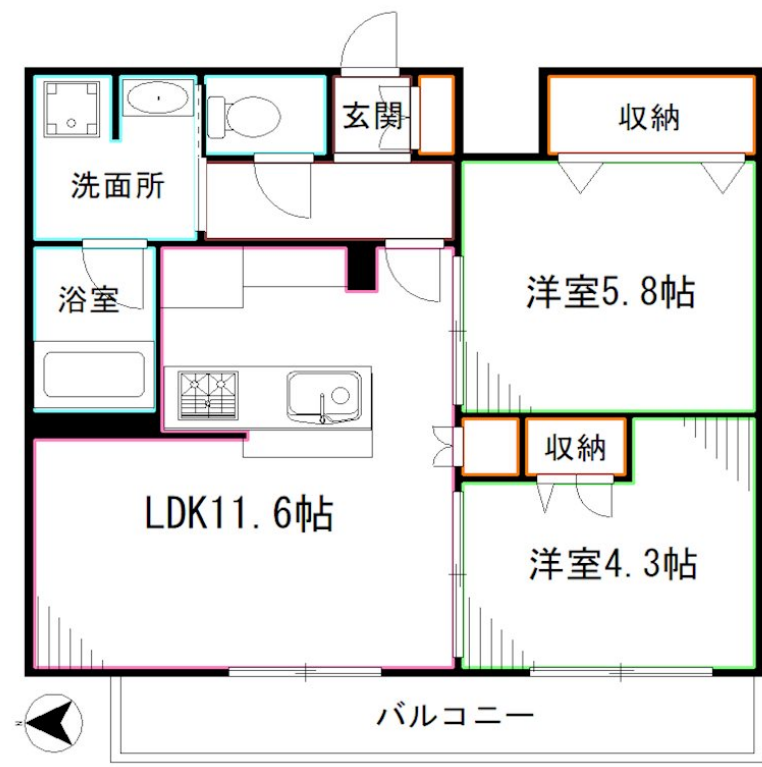 玄関
収納
洗面所
浴室
洋室5.8帖
収納
LDK11.6帖
洋室4.3帖
バルコニー
N